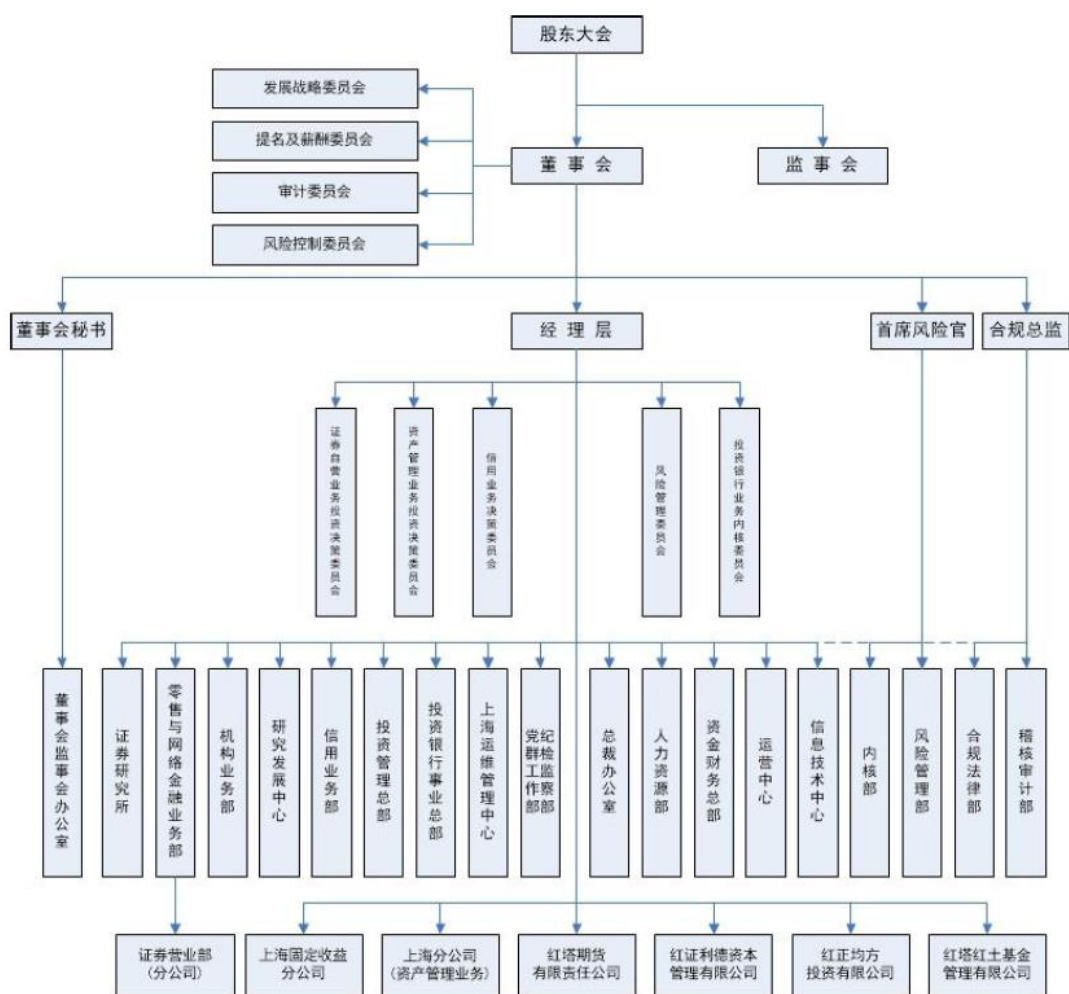 股东大会
发展战略委员会
提名及薪酬委员会
董事会
监事会
审计委员会
风险控制委员会
董事会秘书
经理层
首席风险官
合规总监
证券自营业务投资决策委员会
资产管理业务投资决策委员会
信用业务决策委员会
风险管理委员会
投资银行业务内核委员会
董事会监事会办公室
证券研究所
零售与网络金融业务部
机构业务部
研究发展中心
信用业务部
投资管理总部
投资银行事业总部
上海运维管理中心
纪检监察部
党群工作部
总裁办公室
人力资源部
资金财务总部
运营中心
信息技术中心
内核部
风险管理部
合规法律部
稽核审计部
证券营业部
（分公司）
上海固定收益
分公司
上海分公司
（资产管理业务）
红塔期货
有限责任公司
红证利德资本
管理有限公司
红正均方
投资有限公司
红塔红土基金
管理有限公司